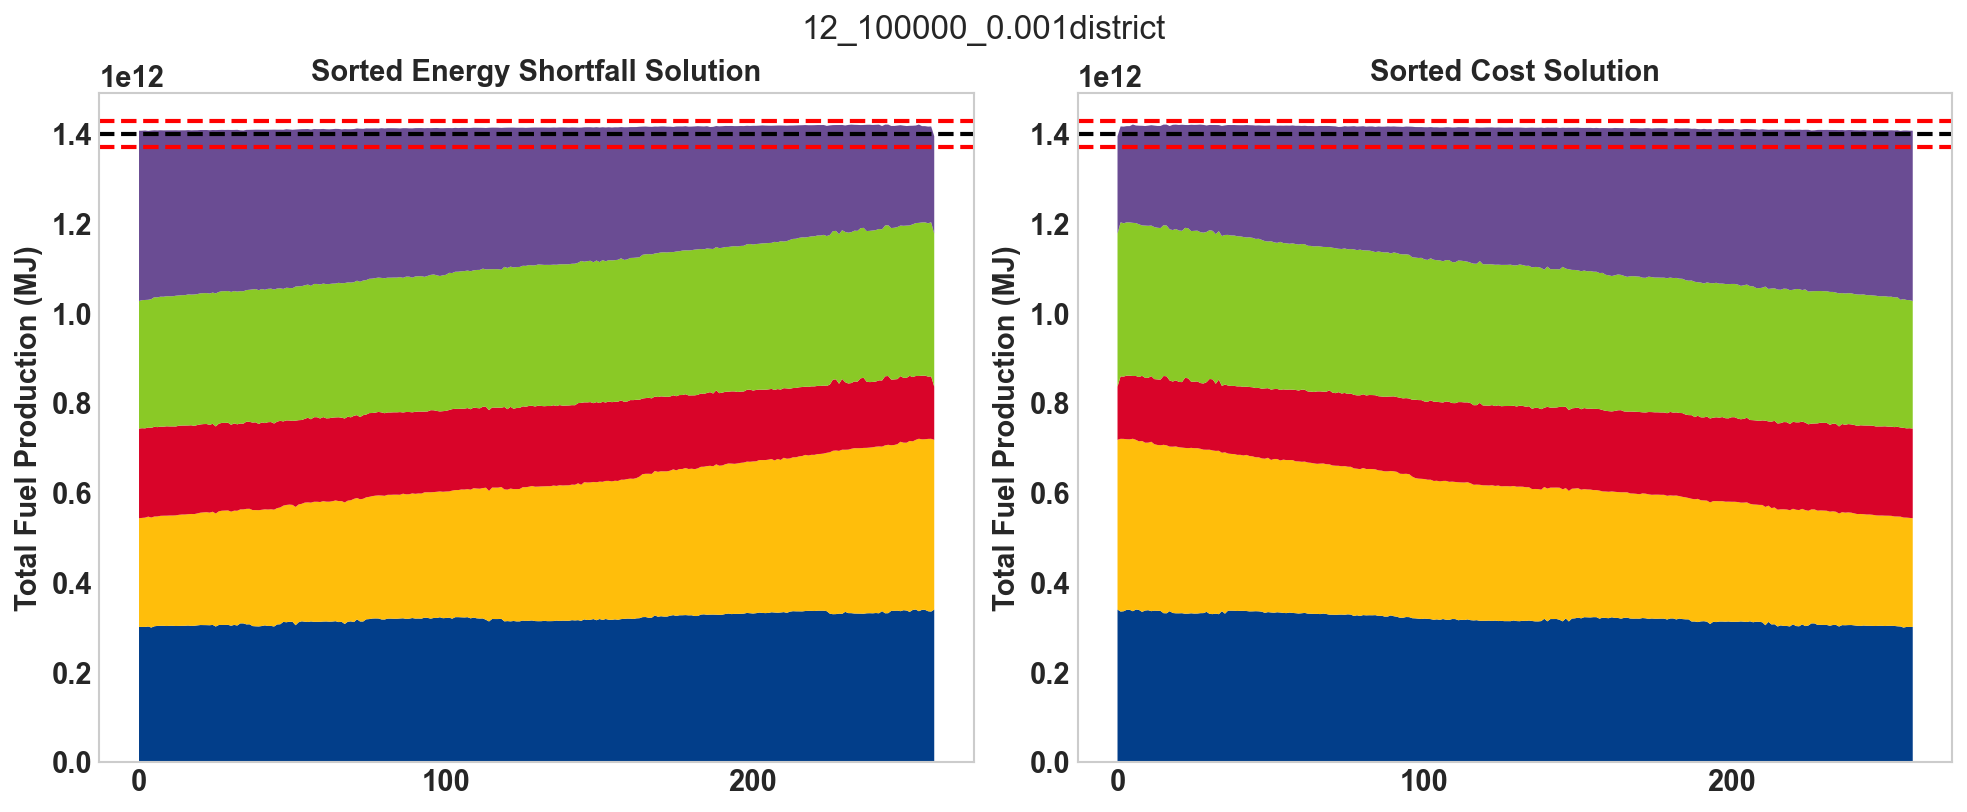 12_100000_0.001district
Sorted Energy Shortfall Solution
1e12
Total Fuel Production (MJ)
1.4
1.2
1.0
0.8
0.6
0.4
0.2
0.0
0 100 200
Sorted Cost Solution
1e12
Total Fuel Production (MJ)
1.4
1.2
1.0
0.8
0.6
0.4
0.2
0.0
0 100 200